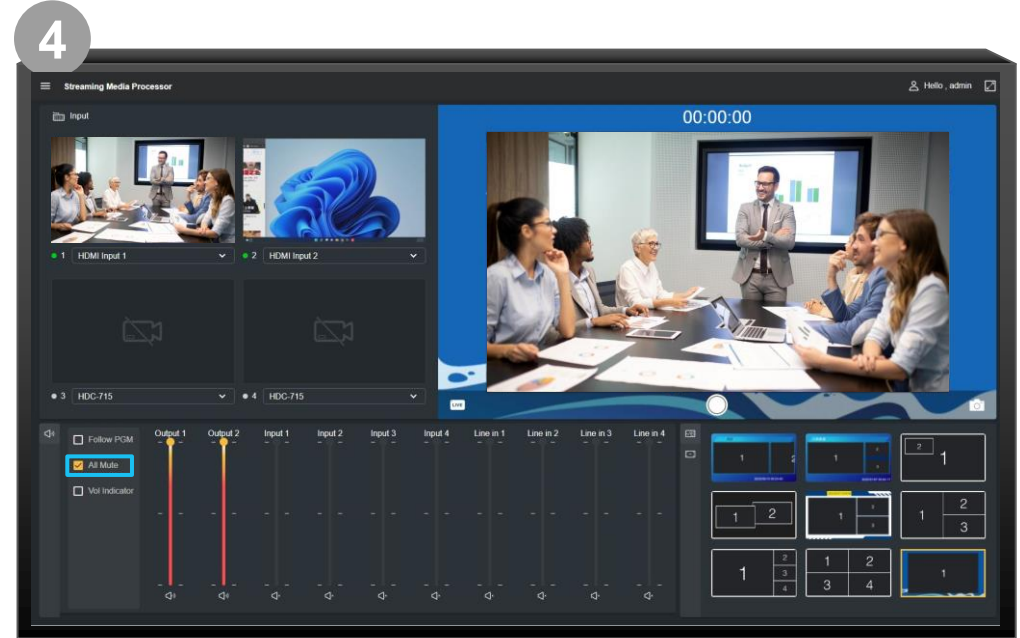 4
Streaming Media Processor
Hello , admin
Input
00:00:00
1 HDMI Input 1
2 HDMI Input 2
3 HDC-715
4 HDC-715
LIVE
Follow PGM
All Mute
Vol Indicator
Output 1 Output 2 Input 1 Input 2 Input 3 Input 4 Line in 1 Line in 2 Line in 3 Line in 4
1 2
1
2 1
1 2
1
1 2 3
1 2 3 4
1 2 3 4
1